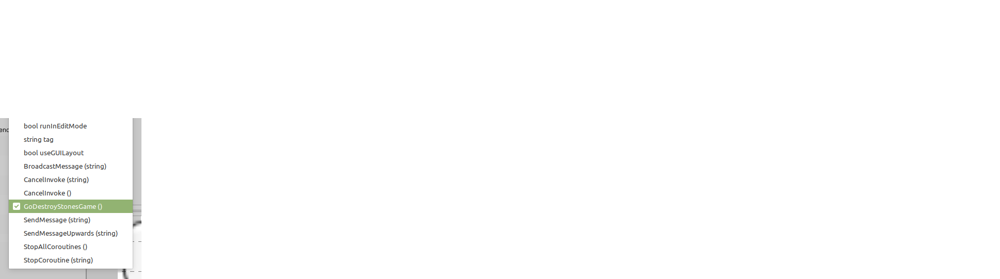 bool runInEditMode
end
string tag
bool useGUILayout
BroadcastMessage (string)
CancelInvoke (string)
CancelInvoke ()
GoDestroyStonesGame ()
SendMessage (string)
SendMessageUpwards (string)
StopAllCoroutines ()
StopCoroutine (string)